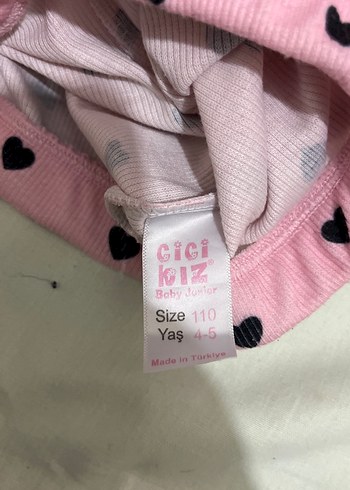 cici
kız
Baby Junior
Size 110
Yaş 4-5
Made in Türkiye